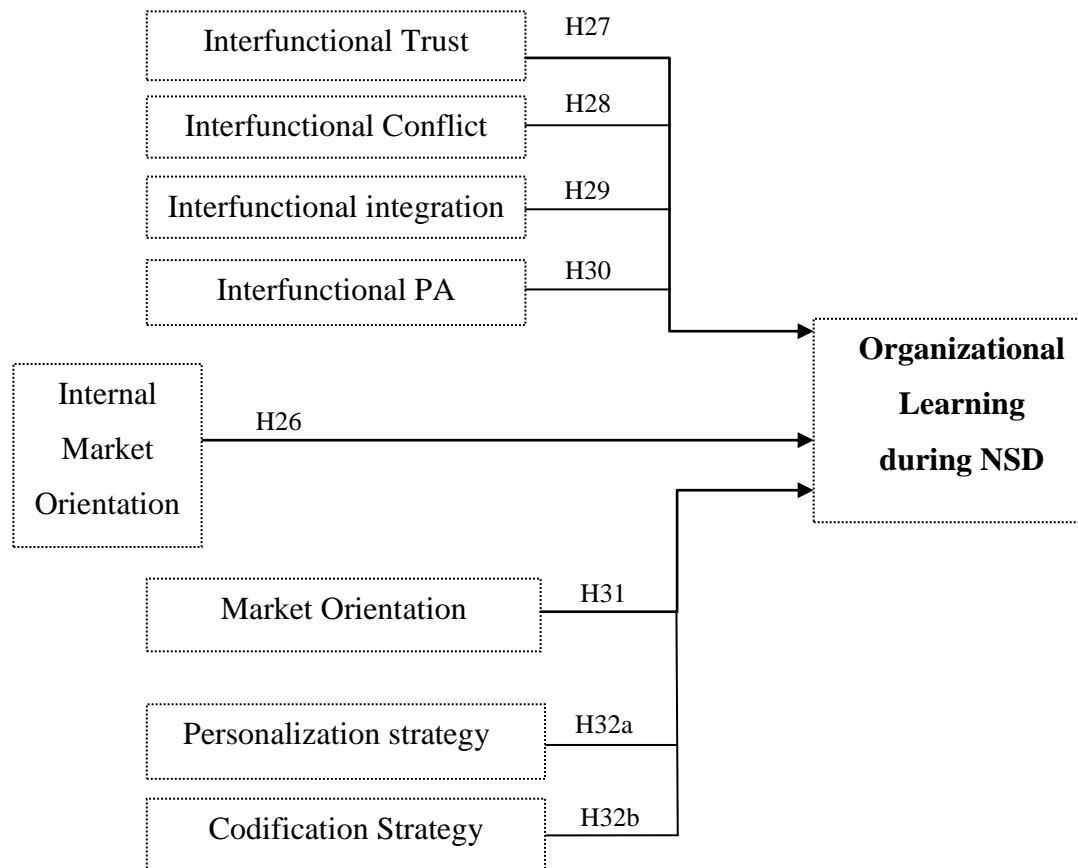 Interfunctional Trust
H27
Interfunctional Conflict
H28
Interfunctional integration
H29
Interfunctional PA
H30
Organizational
Learning
during NSD
Internal
Market
Orientation
H26
Market Orientation
H31
Personalization strategy
H32a
Codification Strategy
H32b